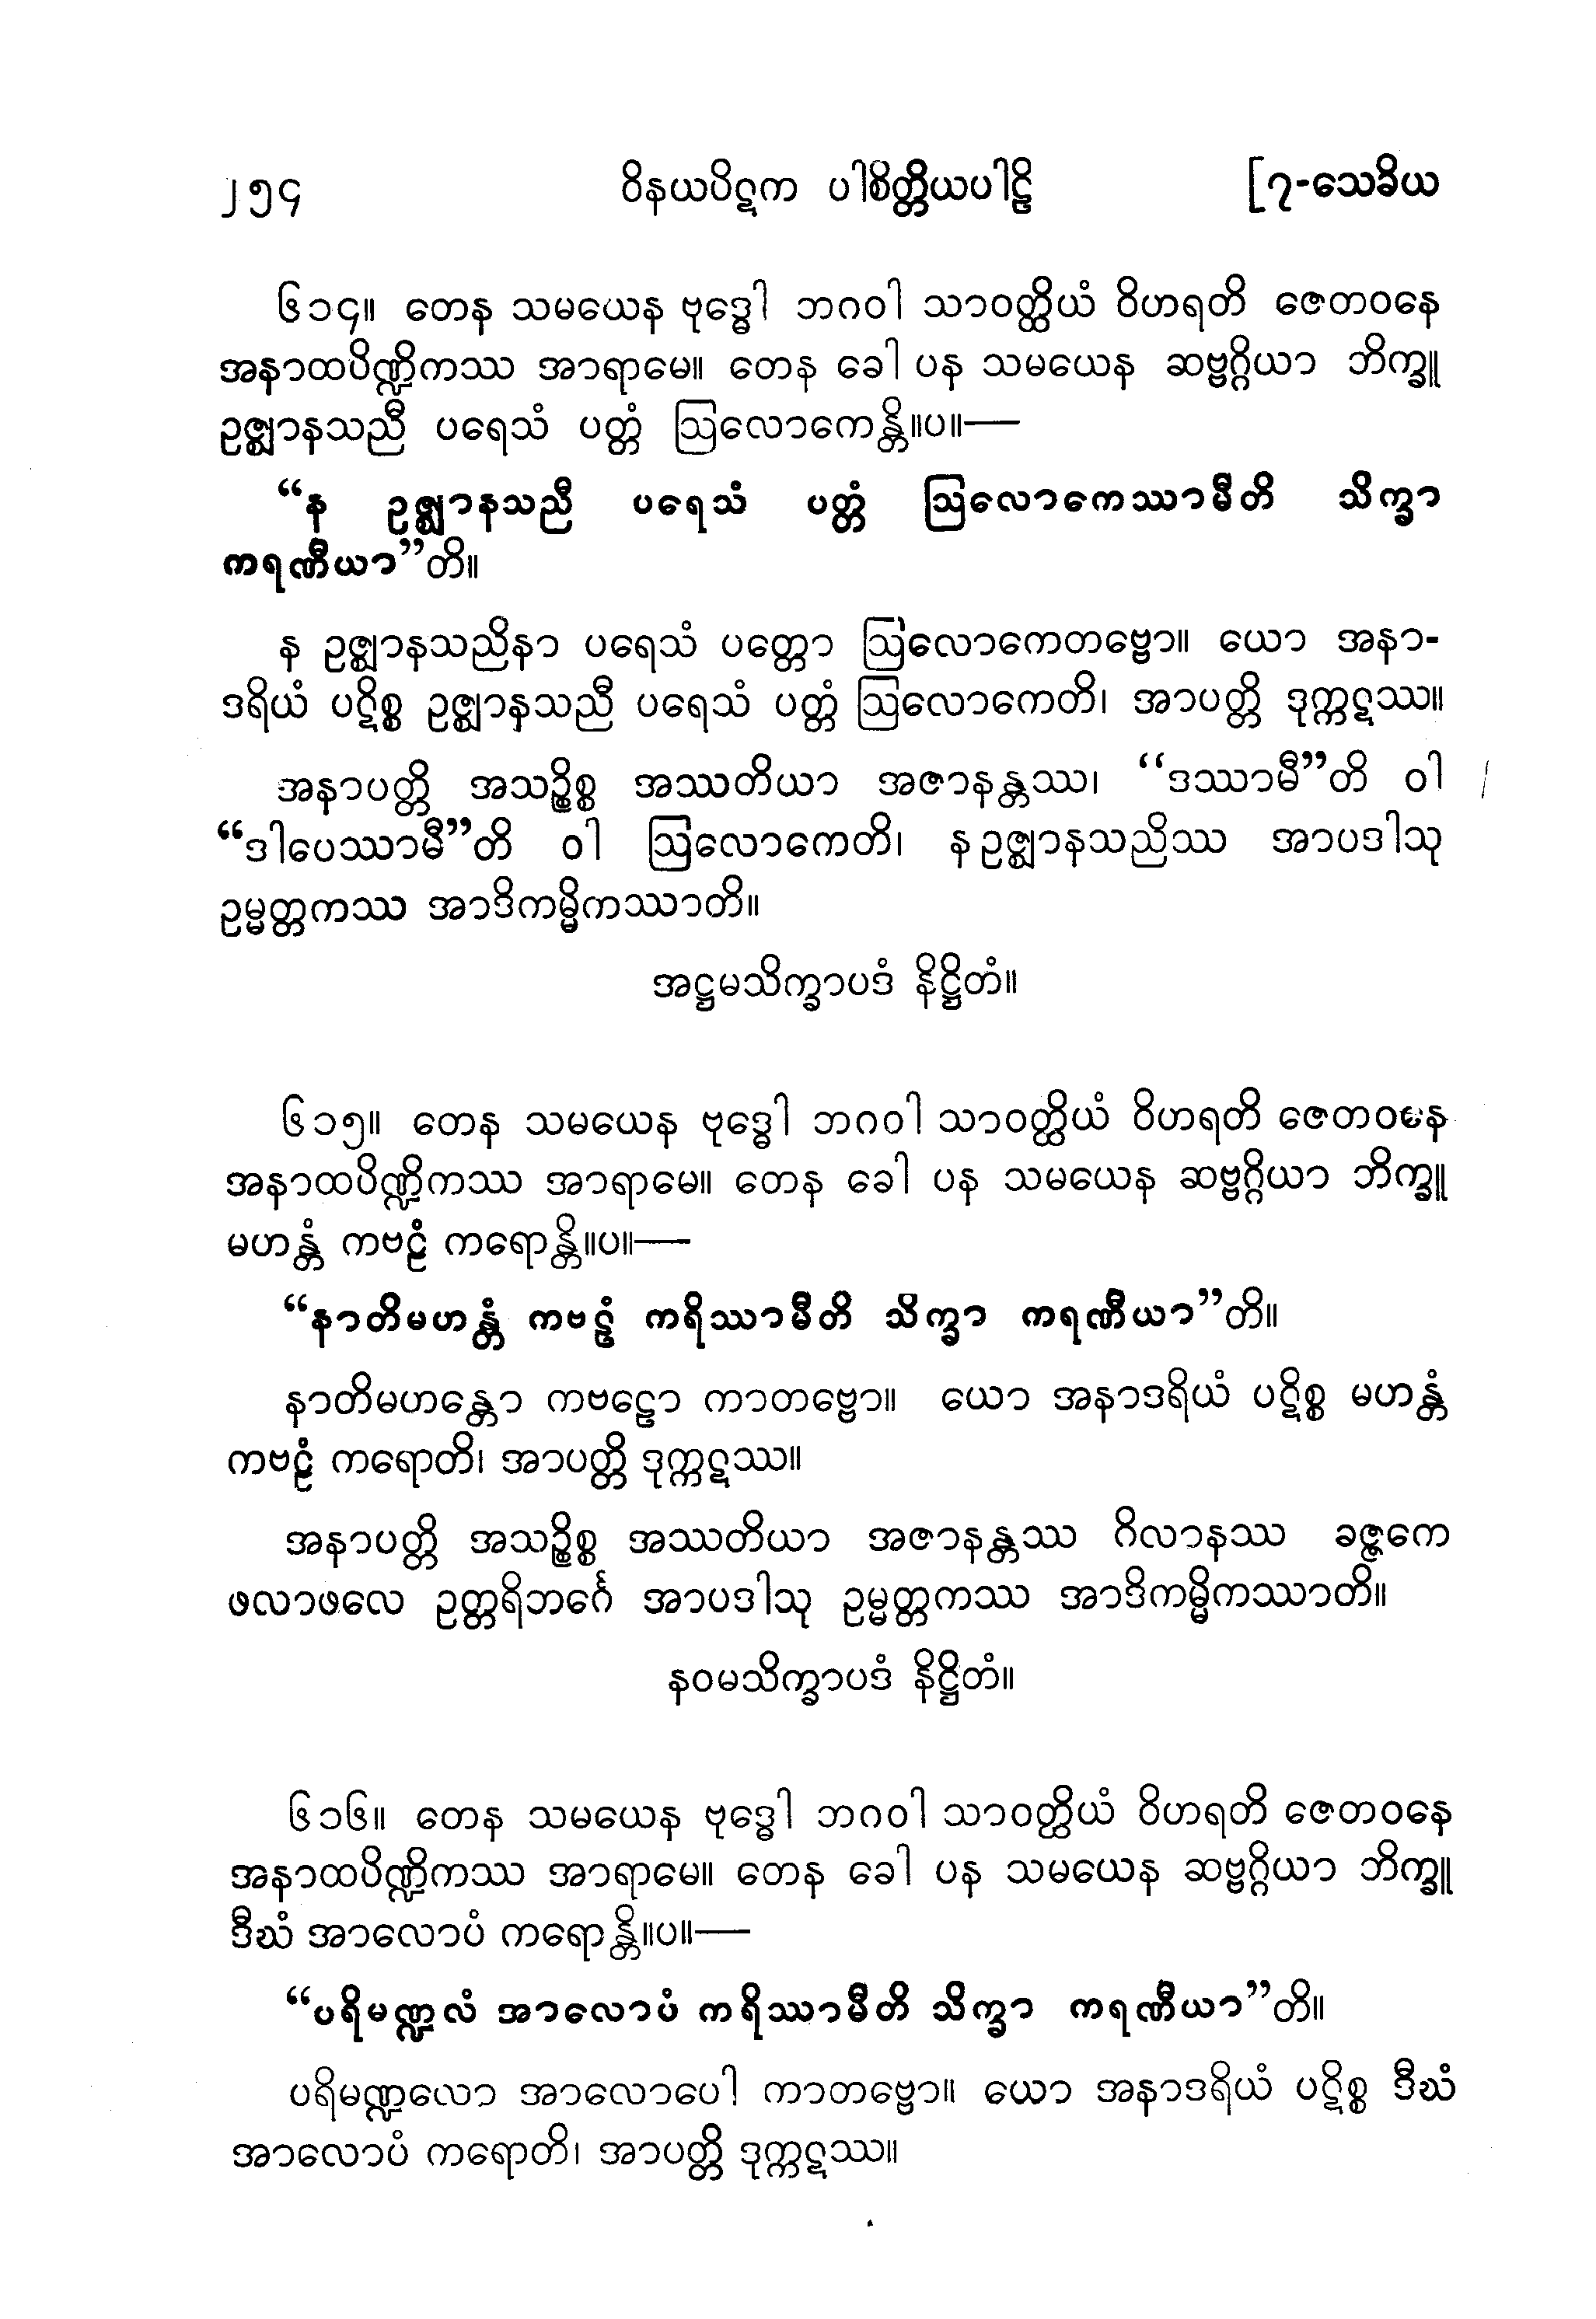 ၂၅၄ ဝိနယပိဋက ပါစိတ္တိယပါဠိ [၇-သေခိယ
၆၁၄။ တေန သမယေန ဗုဒ္ဓေါ ဘဂဝါ သာဝတ္ထိယံ ဝိဟရတိ ဇေတဝနေ
အနာထပိဏ္ဍိကဿ အာရာမေ။ တေန ခေါ ပန သမယေန ဆဗ္ဗဂ္ဂိယာ ဘိက္ခူ
ဥဇ္ဈာနသညီ ပရေသံ ပတ္တံ ဩလောကေန္တိ။ပ။—
“န ဥဇ္ဈာနသညီ ပရေသံ ပတ္တံ ဩလောကေဿာမီတိ သိက္ခာ
ကရဏီယာ”တိ။
န ဥဇ္ဈာနသညိနာ ပရေသံ ပတ္တော ဩလောကေတဗ္ဗော။ ယော အနာ-
ဒရိယံ ပဋိစ္စ ဥဇ္ဈာနသညီ ပရေသံ ပတ္တံ ဩလောကေတိ၊ အာပတ္တိ ဒုက္ကဋဿ။
အနာပတ္တိ အသဉ္စိစ္စ အဿတိယာ အဇာနန္တဿ၊ “ဒဿာမီ”တိ ဝါ
“ဒါပေဿာမီ”တိ ဝါ ဩလောကေတိ၊ နဥဇ္ဈာနသညိဿ အာပဒါသု
ဥမ္မတ္တကဿ အာဒိကမ္မိကဿာတိ။
အဋ္ဌမသိက္ခာပဒံ နိဋ္ဌိတံ။
၆၁၅။ တေန သမယေန ဗုဒ္ဓေါ ဘဂဝါ သာဝတ္ထိယံ ဝိဟရတိ ဇေတဝနေ
အနာထပိဏ္ဍိကဿ အာရာမေ။ တေန ခေါ ပန သမယေန ဆဗ္ဗဂ္ဂိယာ ဘိက္ခူ
မဟန္တံ ကဗဠံ ကရောန္တိ။ပ။—
“နာတိမဟန္တံ ကဗဠံ ကရိဿာမီတိ သိက္ခာ ကရဏီယာ”တိ။
နာတိမဟန္တော ကဗဠော ကာတဗ္ဗော။ ယော အနာဒရိယံ ပဋိစ္စ မဟန္တံ
ကဗဠံ ကရောတိ၊ အာပတ္တိ ဒုက္ကဋဿ။
အနာပတ္တိ အသဉ္စိစ္စ အဿတိယာ အဇာနန္တဿ ဂိလာနဿ ခဇ္ဇကေ
ဖလာဖလေ ဥတ္တရိဘင်္ဂေ အာပဒါသု ဥမ္မတ္တကဿ အာဒိကမ္မိကဿာတိ။
နဝမသိက္ခာပဒံ နိဋ္ဌိတံ။
၆၁၆။ တေန သမယေန ဗုဒ္ဓေါ ဘဂဝါ သာဝတ္ထိယံ ဝိဟရတိ ဇေတဝနေ
အနာထပိဏ္ဍိကဿ အာရာမေ။ တေန ခေါ ပန သမယေန ဆဗ္ဗဂ္ဂိယာ ဘိက္ခူ
ဒီဃံ အာလောပံ ကရောန္တိ။ပ။—
“ပရိမဏ္ဍလံ အာလောပံ ကရိဿာမီတိ သိက္ခာ ကရဏီယာ”တိ။
ပရိမဏ္ဍလော အာလောပေါ ကာတဗ္ဗော။ ယော အနာဒရိယံ ပဋိစ္စ ဒီဃံ
အာလောပံ ကရောတိ၊ အာပတ္တိ ဒုက္ကဋဿ။